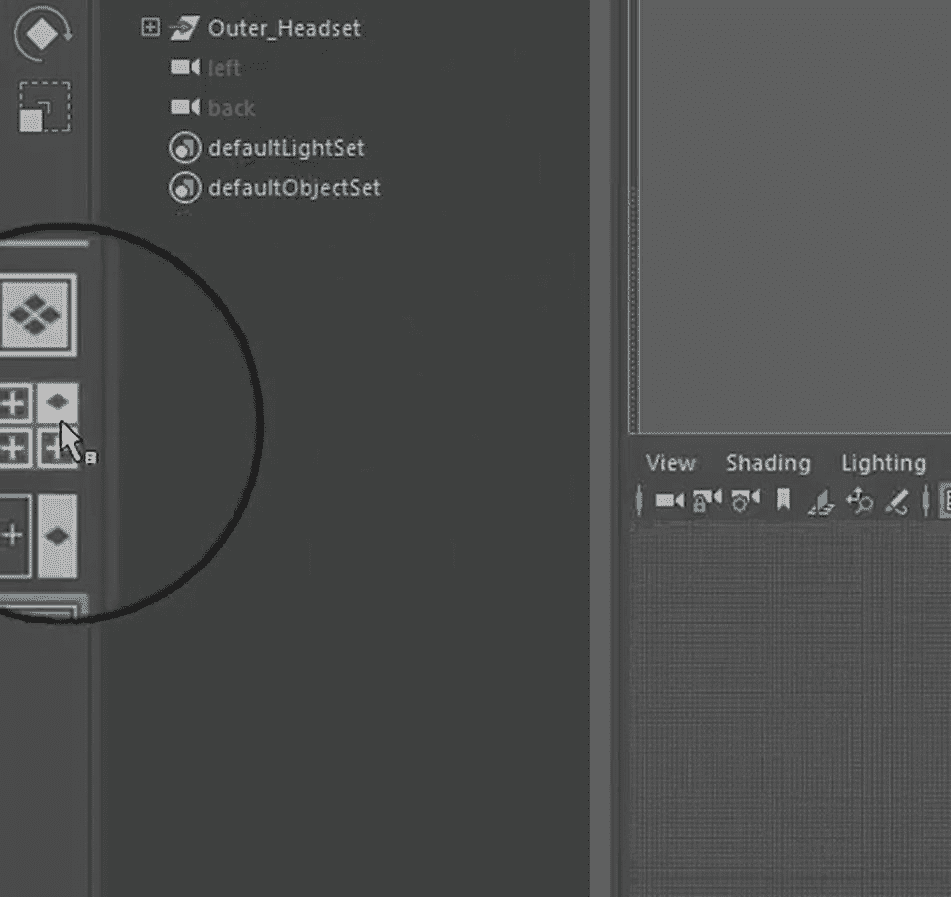 Outer_Headset
left
back
defaultLightSet
defaultObjectSet
View Shading Lighting